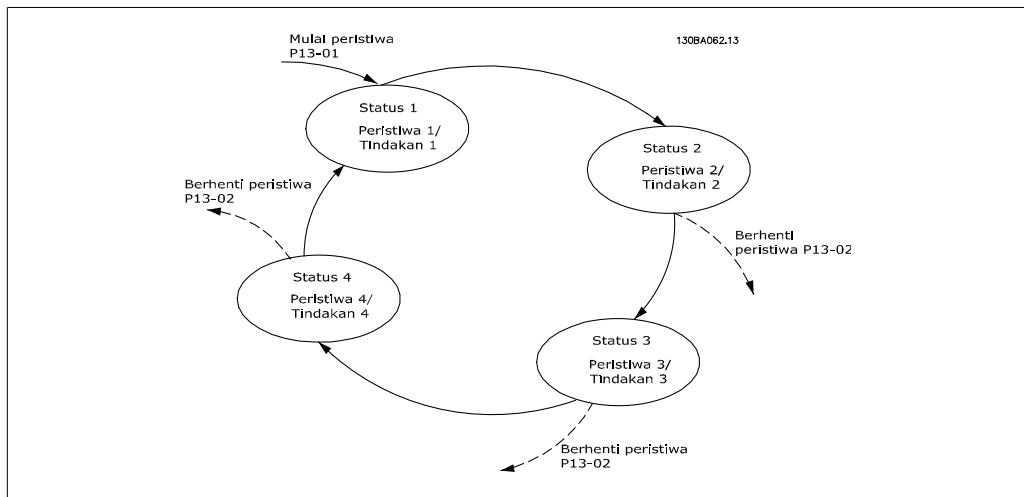 Mulai peristiwa
P13-01
130BA062.13
Status 1
Peristiwa 1/
Tindakan 1
Status 2
Peristiwa 2/
Tindakan 2
Berhenti peristiwa
P13-02
Berhenti
peristiwa P13-02
Status 4
Peristiwa 4/
Tindakan 4
Status 3
Peristiwa 3/
Tindakan 3
Berhenti peristiwa
P13-02